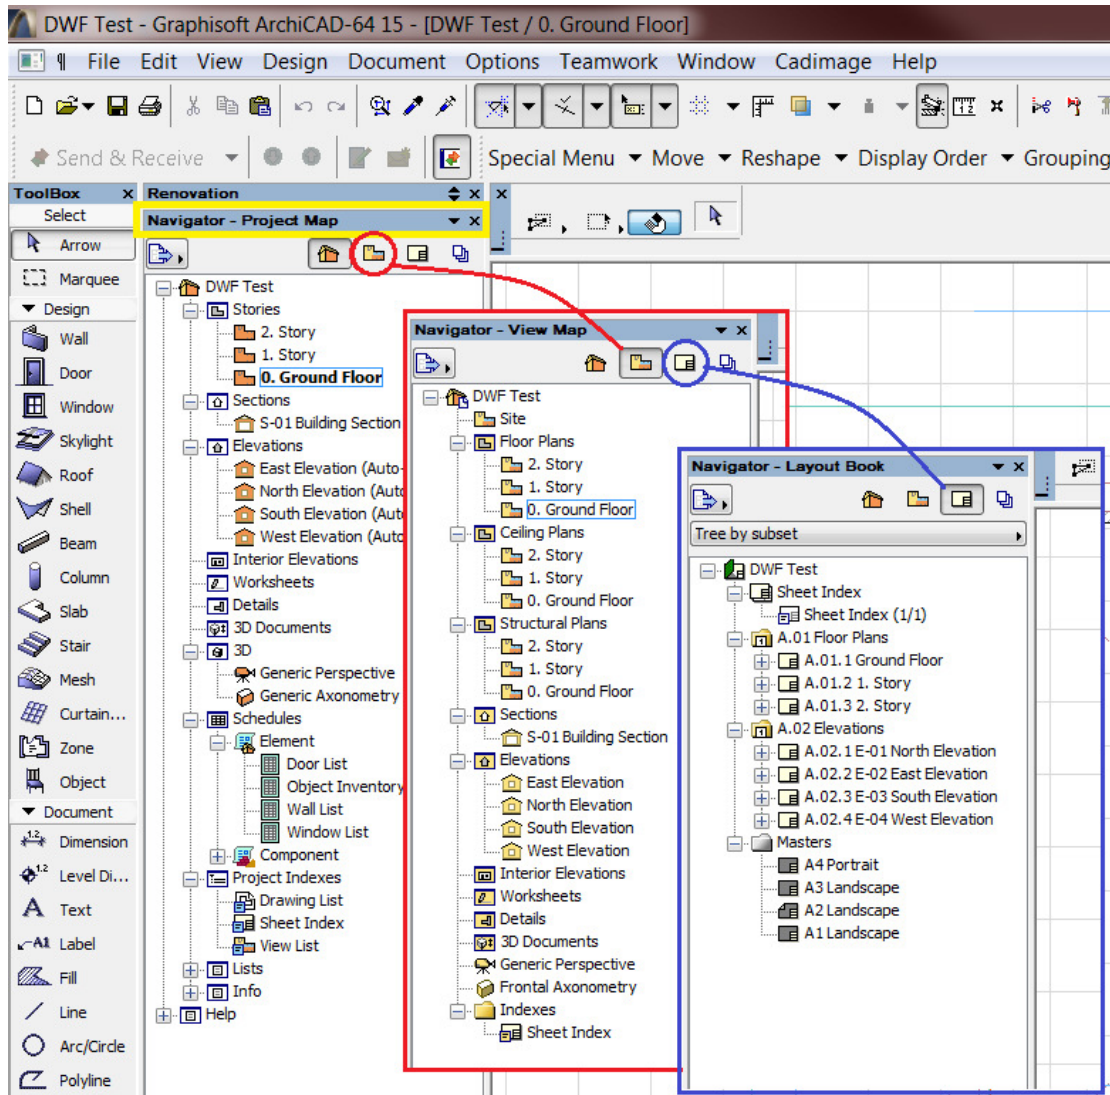 DWF Test - Graphisoft ArchiCAD-64 15 - [DWF Test / 0. Ground Floor]
¶ File Edit View Design Document Options Teamwork Window Cadimage Help
Send & Receive Special Menu Move Reshape Display Order Grouping
ToolBox x
Select
Arrow
Marquee
Design
Wall
Door
Window
Skylight
Roof
Shell
Beam
Column
Slab
Stair
Mesh
Curtain...
Zone
Object
Document
Dimension
Level Di...
Text
Label
Fill
Line
Arc/Circle
Polyline
Renovation
Navigator - Project Map
DWF Test
Stories
2. Story
1. Story
0. Ground Floor
Sections
S-01 Building Section
Elevations
East Elevation (Auto-
North Elevation (Auto
South Elevation (Aut
West Elevation (Auto
Interior Elevations
Worksheets
Details
3D Documents
3D
Generic Perspective
Generic Axonometry
Schedules
Element
Door List
Object Inventory
Wall List
Window List
Component
Project Indexes
Drawing List
Sheet Index
View List
Lists
Info
Help
Navigator - View Map
DWF Test
Site
Floor Plans
2. Story
1. Story
0. Ground Floor
Ceiling Plans
2. Story
1. Story
0. Ground Floor
Structural Plans
2. Story
1. Story
0. Ground Floor
Sections
S-01 Building Section
Elevations
East Elevation
North Elevation
South Elevation
West Elevation
Interior Elevations
Worksheets
Details
3D Documents
Generic Perspective
Frontal Axonometry
Indexes
Sheet Index
Navigator - Layout Book
Tree by subset
DWF Test
Sheet Index
Sheet Index (1/1)
A.01 Floor Plans
A.01.1 Ground Floor
A.01.2 1. Story
A.01.3 2. Story
A.02 Elevations
A.02.1 E-01 North Elevation
A.02.2 E-02 East Elevation
A.02.3 E-03 South Elevation
A.02.4 E-04 West Elevation
Masters
A4 Portrait
A3 Landscape
A2 Landscape
A1 Landscape